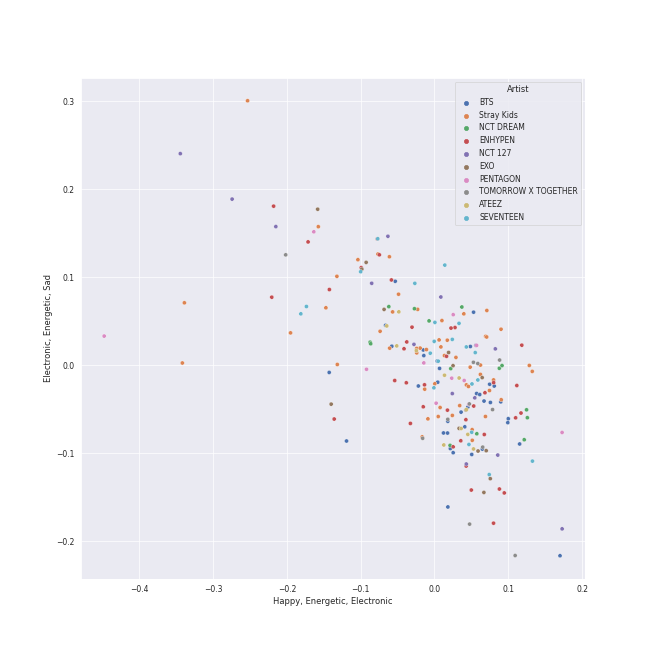 Artist
BTS
Stray Kids
NCT DREAM
ENHYPEN
NCT 127
EXO
PENTAGON
TOMORROW X TOGETHER
ATEEZ
SEVENTEEN
0.3
0.2
0.1
0.0
−0.1
−0.2
Electronic, Energetic, Sad
−0.4 −0.3 −0.2 −0.1 0.0 0.1 0.2
Happy, Energetic, Electronic